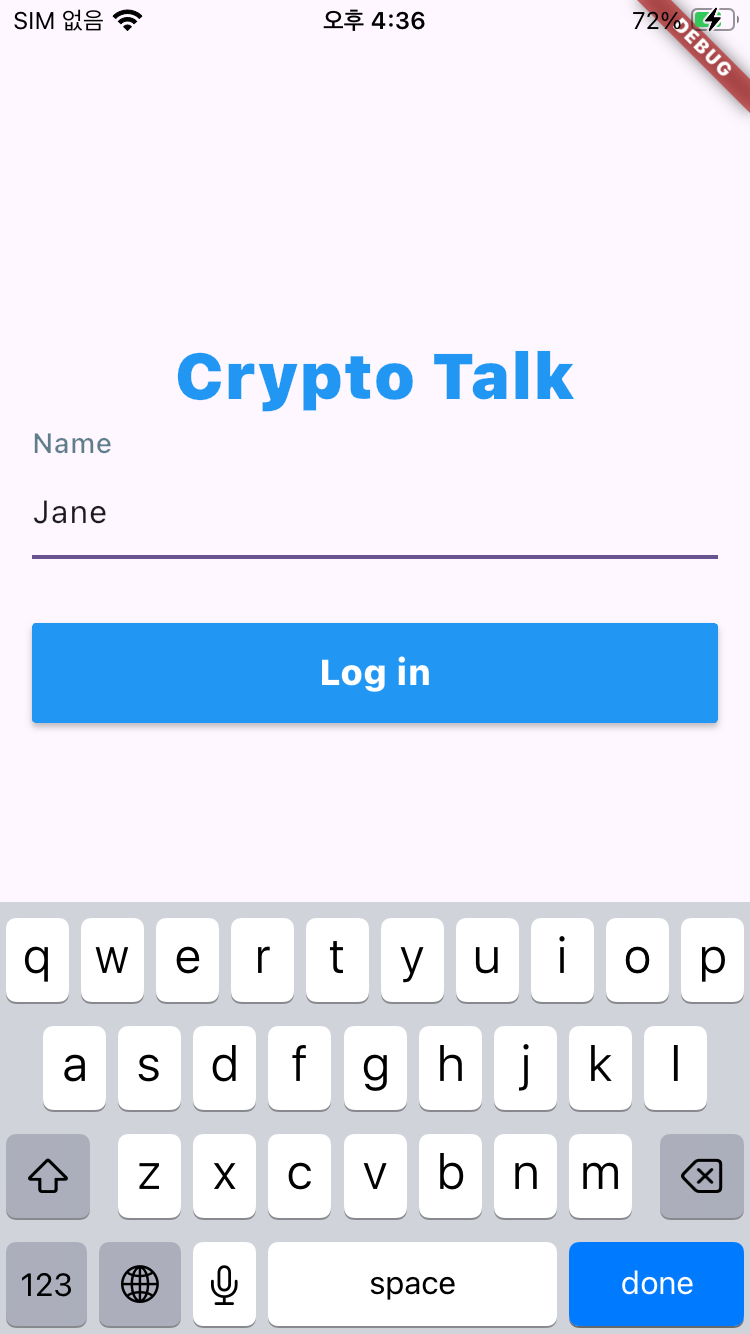 SIM 없음 오후 4:36 72%
DEBUG
Crypto Talk
Name
Jane
Log in
q w e r t y u i o p
a s d f g h j k l
z x c v b n m
123 space done